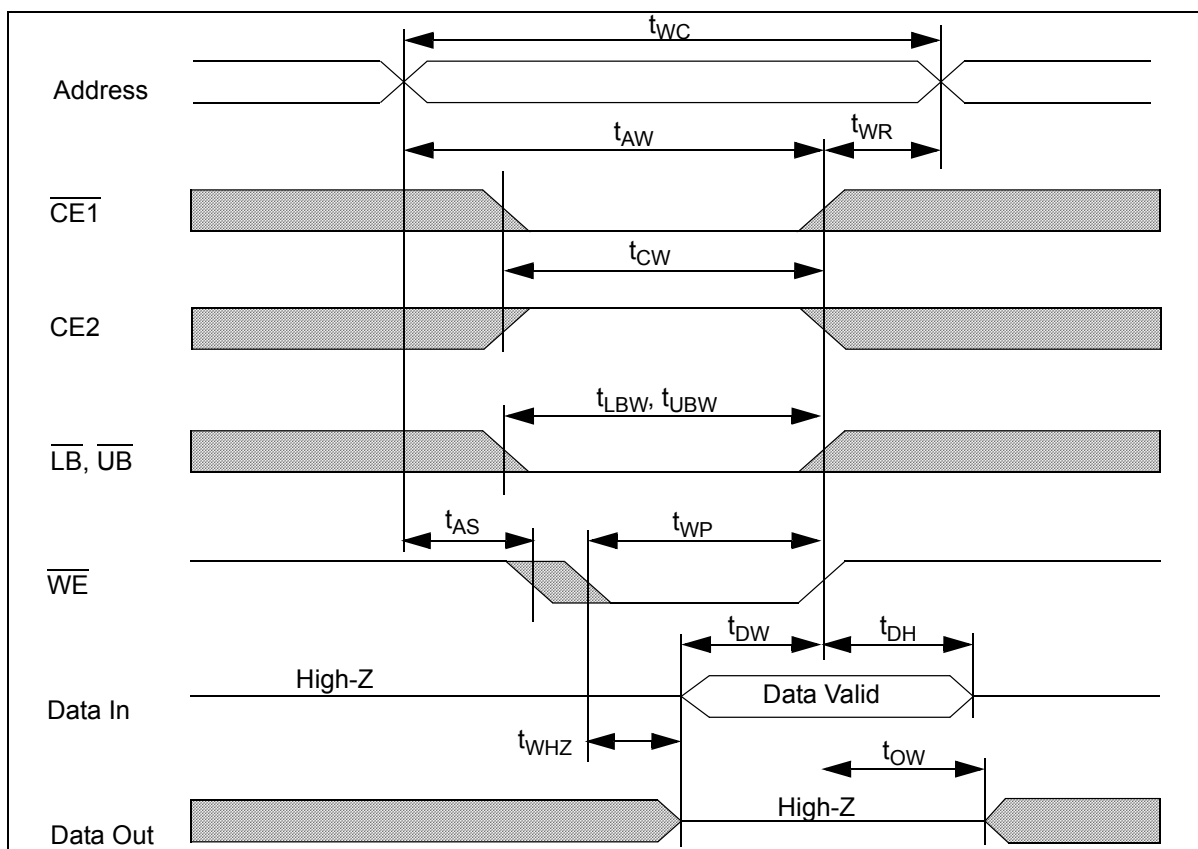 tWC
Address
tAW
tWR
CE1
tCW
CE2
tLBW, tUBW
LB, UB
tAS
tWP
WE
tDW
tDH
High-Z
Data Valid
Data In
tWHZ
tOW
High-Z
Data Out